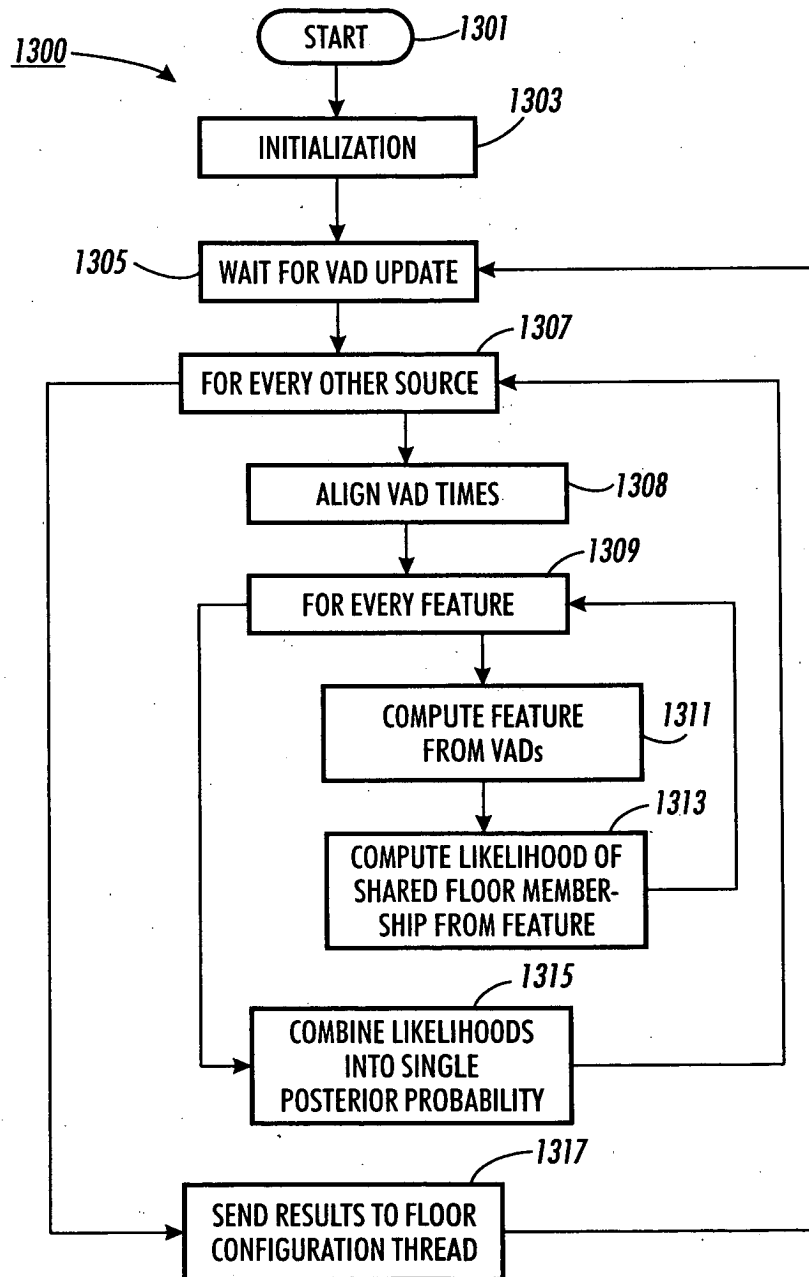 START
1301
1300
1303
INITIALIZATION
1305
WAIT FOR VAD UPDATE
1307
FOR EVERY OTHER SOURCE
ALIGN VAD TIMES
1308
1309
FOR EVERY FEATURE
COMPUTE FEATURE
FROM VADs
1311
1313
COMPUTE LIKELIHOOD OF
SHARED FLOOR MEMBER-
SHIP FROM FEATURE
1315
COMBINE LIKELIHOODS
INTO SINGLE
POSTERIOR PROBABILITY
1317
SEND RESULTS TO FLOOR
CONFIGURATION THREAD